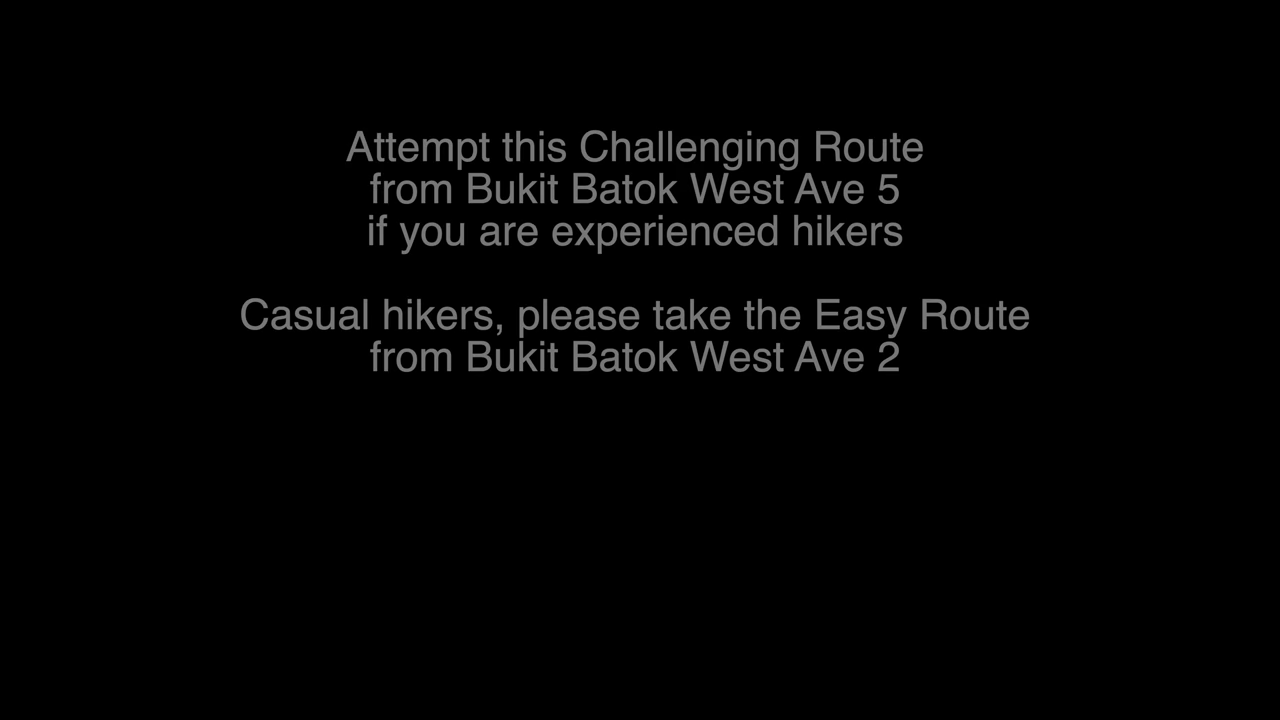 Attempt this Challenging Route
from Bukit Batok West Ave 5
if you are experienced hikers
Casual hikers, please take the Easy Route
from Bukit Batok West Ave 2